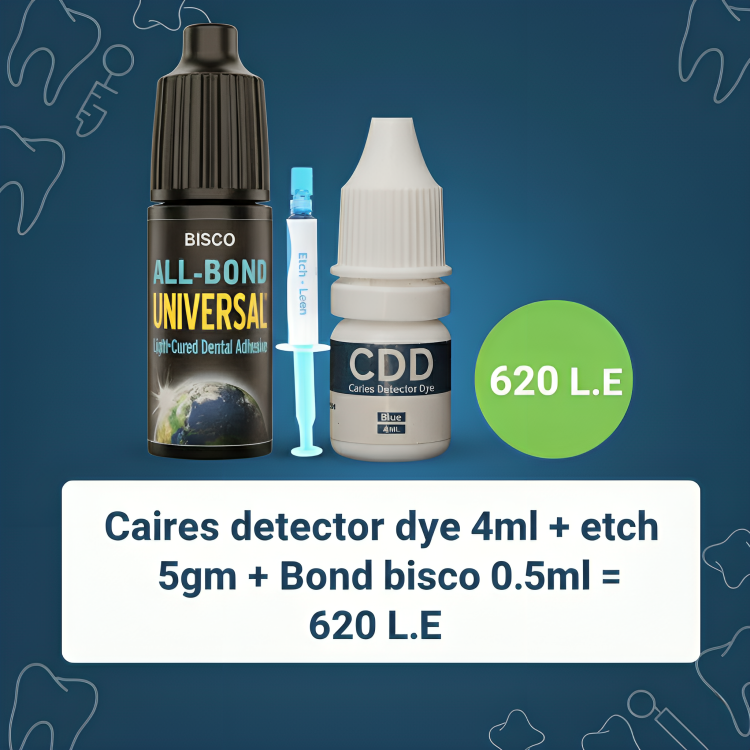 BISCO
ALL-BOND
UNIVERSAL
Light-Cured Dental Adhesive
Etch - Leen
CDD
Caries Detector Dye
Blue
4ML
620 L.E
Caires detector dye 4ml + etch
5gm + Bond bisco 0.5ml =
620 L.E